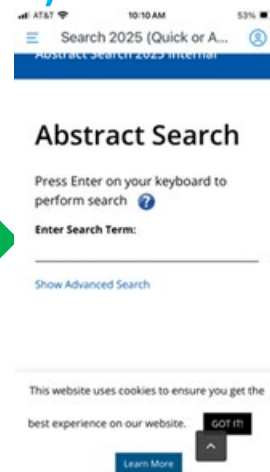 AT&T 10:10 AM 53%
Search 2025 (Quick or A...
Abstract Search 2025 Internal
Abstract Search
Press Enter on your keyboard to
perform search ?
Enter Search Term:
Show Advanced Search
This website uses cookies to ensure you get the
best experience on our website. GOT IT!
Learn More